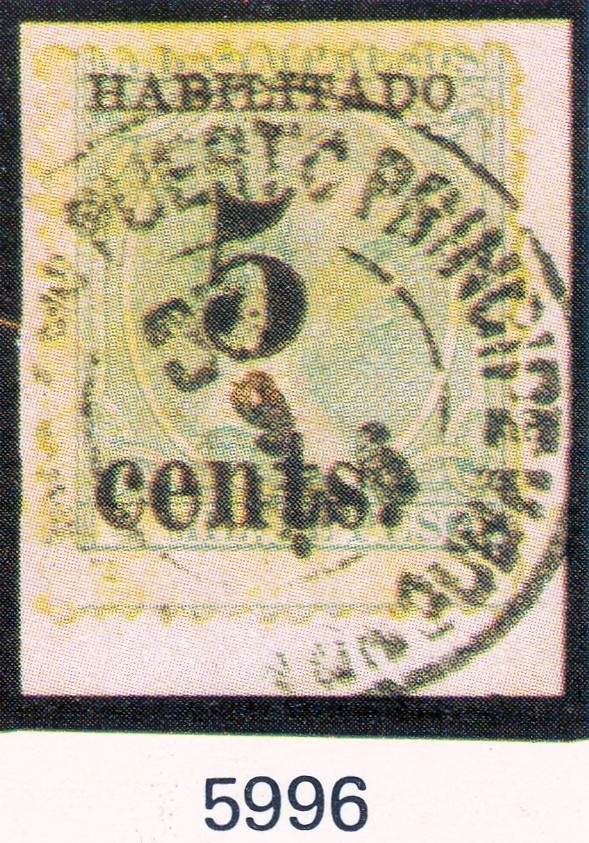 HABILITADO
PUERTO PRINCIPE
5
cents.
5996